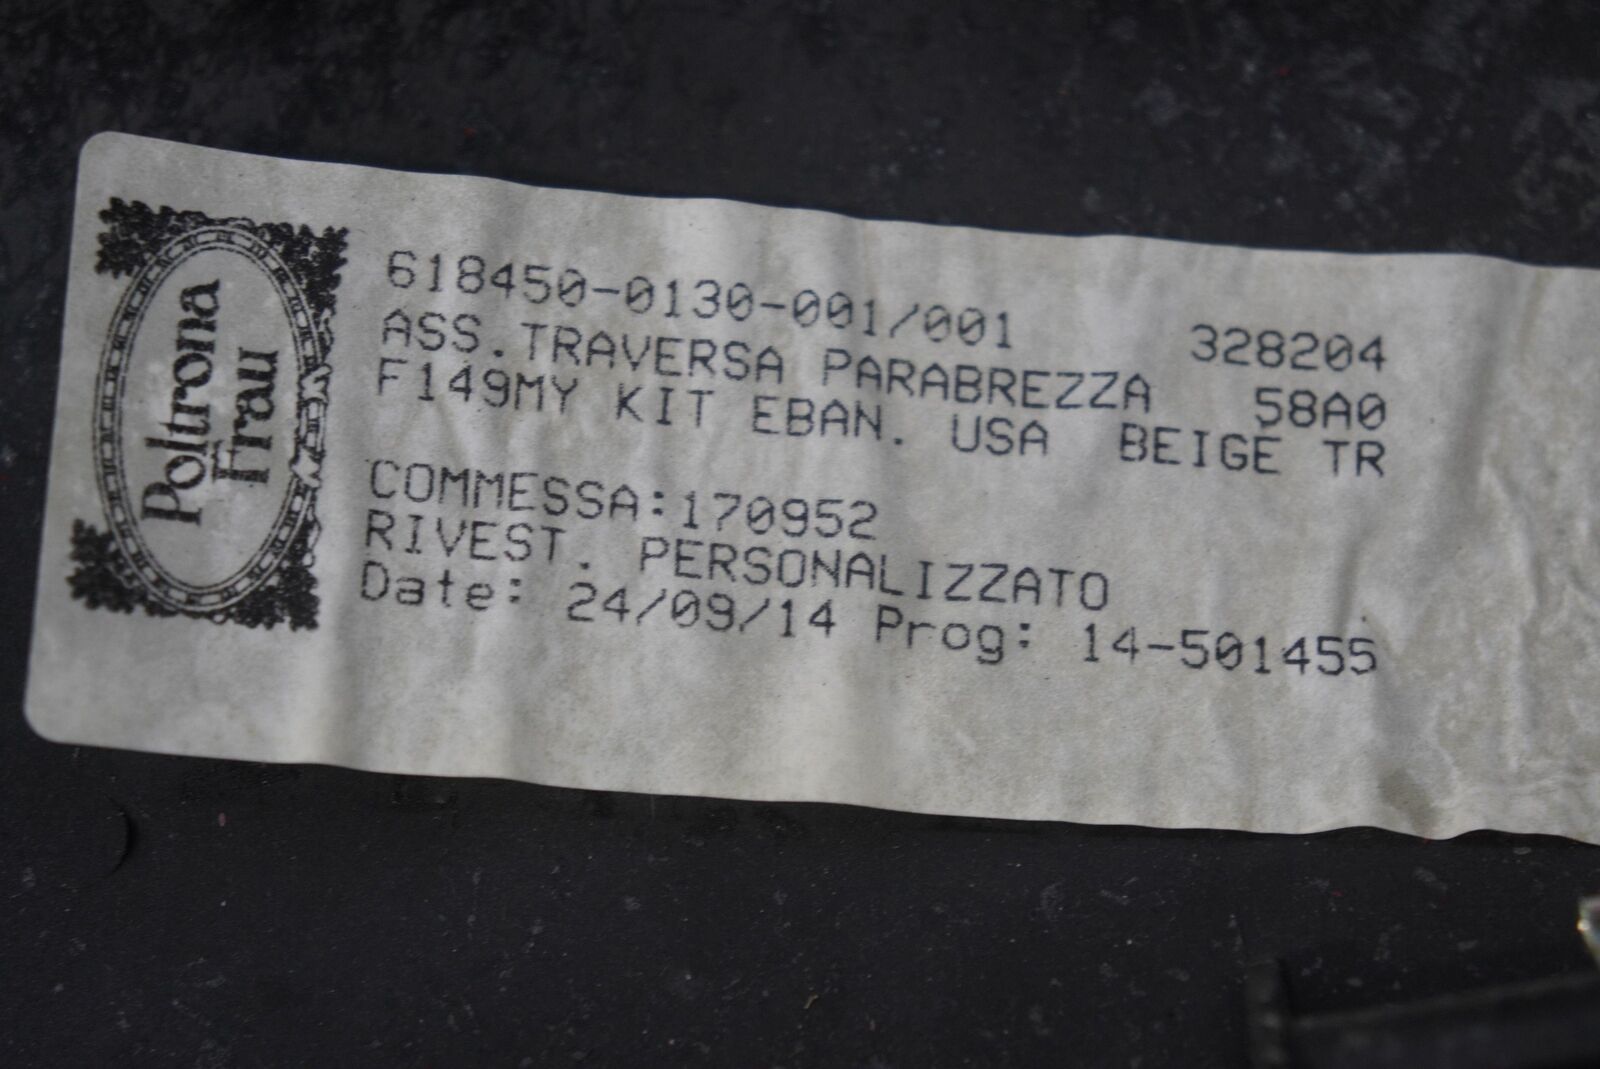 Poltrona
Frau
618450-0130-001/001 328204
ASS.TRAVERSA PARABREZZA 58A0
F149MY KIT EBAN. USA BEIGE TR
COMMESSA:170952
RIVEST. PERSONALIZZATO
Date: 24/09/14 Prog: 14-501455